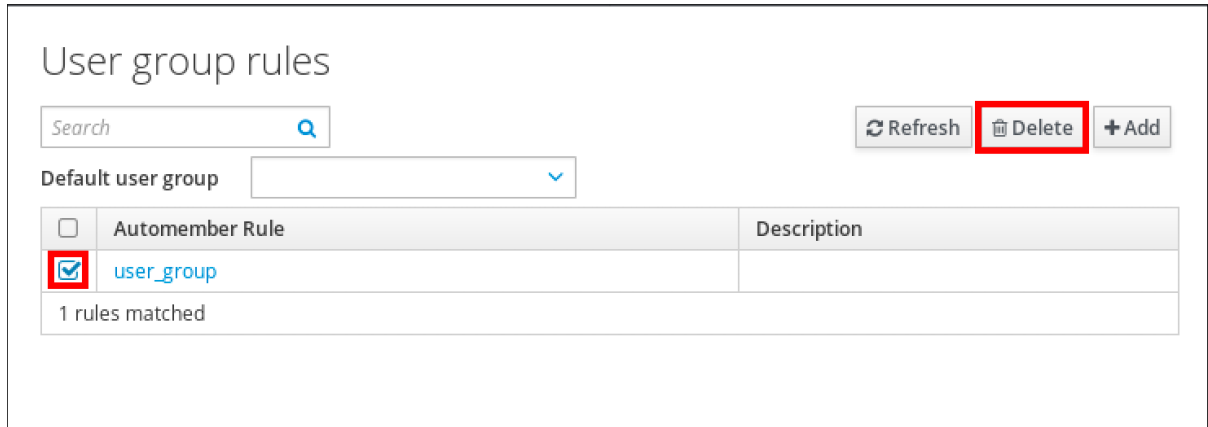 User group rules
Search
Refresh Delete Add
Default user group
Automember Rule Description
user_group
1 rules matched